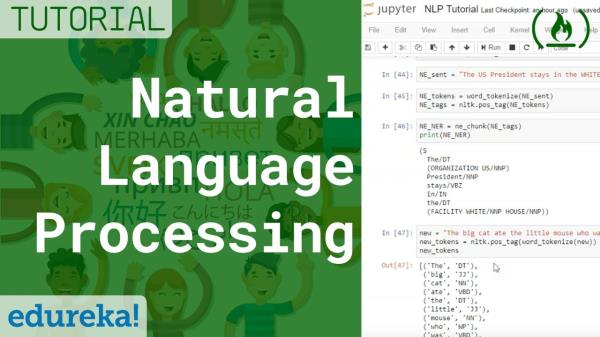 TUTORIAL
Natural
Language
Processing
XIN CHAO
MERHABA
नमस्ते
HOLA
你好
こんにちは
edureka!
jupyter NLP Tutorial Last Checkpoint: an hour ago (unsaved
File Edit View Insert Cell Kernel
Run
In [44]: NE_sent = "The US President stays in the WHITE
In [45]: NE_tokens = word_tokenize(NE_sent)
NE_tags = nltk.pos_tag(NE_tokens)
In [46]: NE_NER = ne_chunk(NE_tags)
print(NE_NER)
(S
The/DT
(ORGANIZATION US/NNP)
President/NNP
stays/VBZ
in/IN
the/DT
(FACILITY WHITE/NNP HOUSE/NNP))
In [47]: new = "The big cat ate the little mouse who wa
new_tokens = nltk.pos_tag(word_tokenize(new))
new_tokens
Out[47]: [('The', 'DT'),
('big', 'JJ'),
('cat', 'NN'),
('ate', 'VBD'),
('the', 'DT'),
('little', 'JJ'),
('mouse', 'NN'),
('who', 'WP'),
('was', 'VBD'),